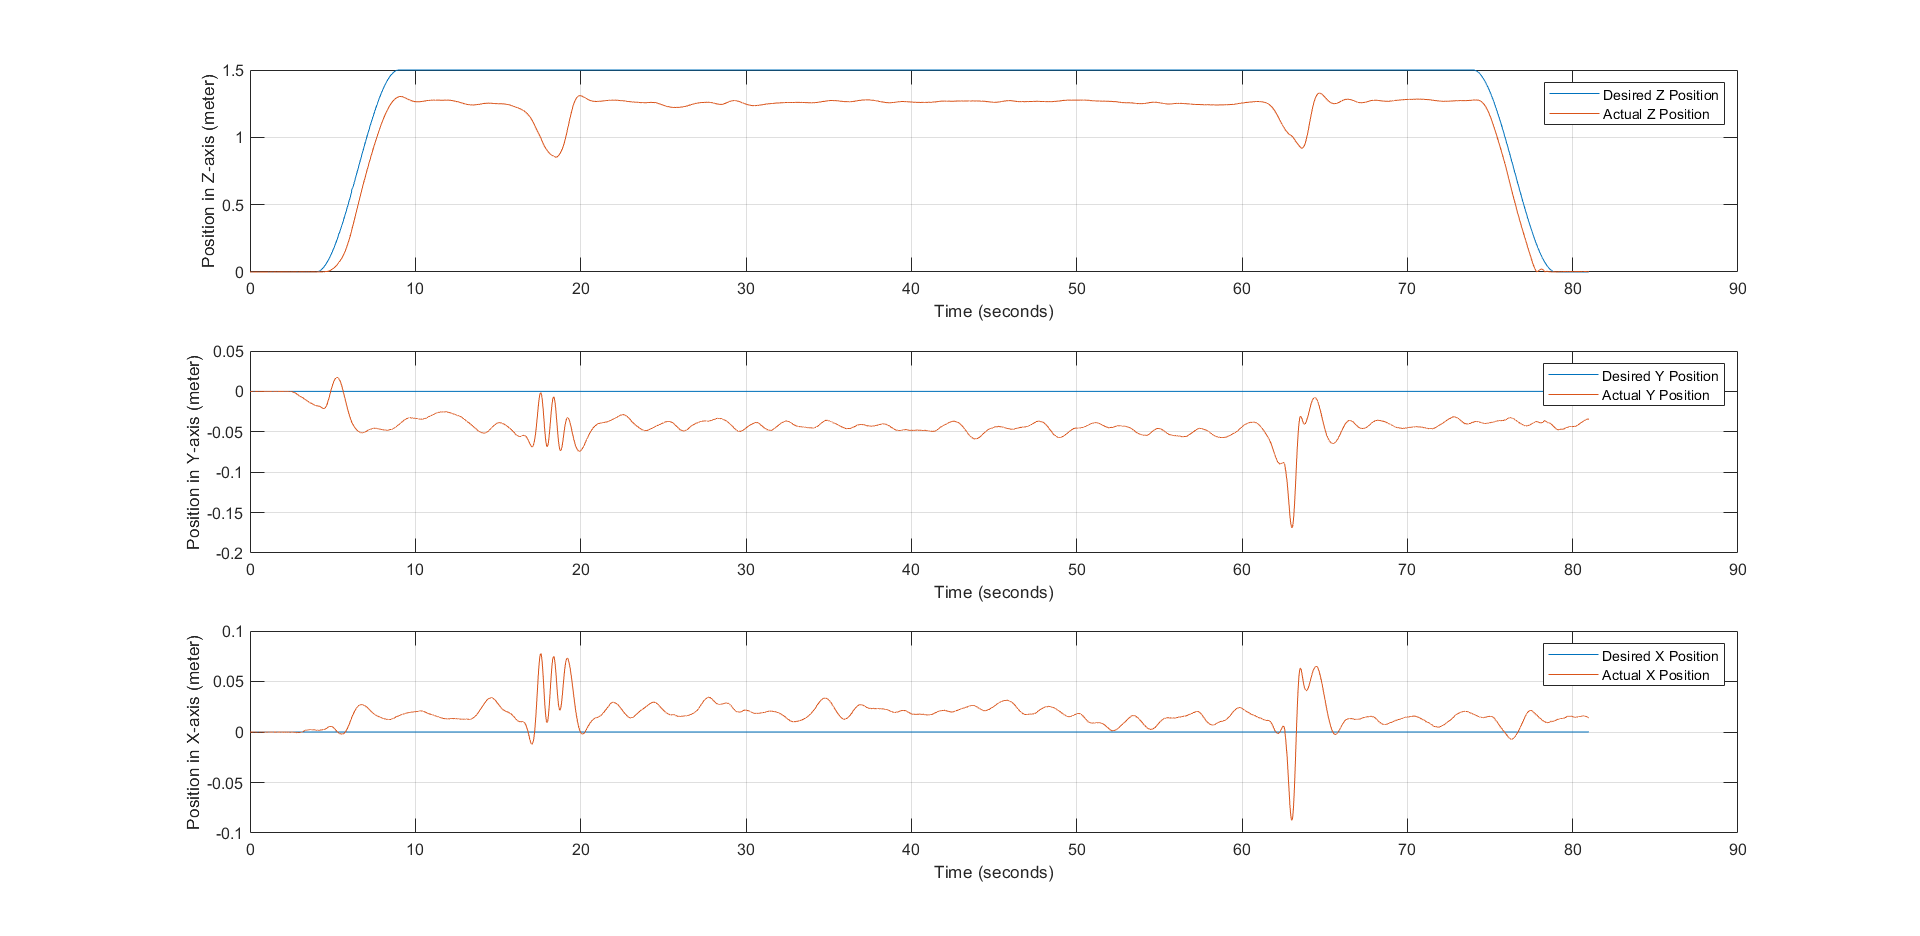 Position in Z-axis (meter)
1.5
1
0.5
0
Desired Z Position
Actual Z Position
0 10 20 30 40 50 60 70 80 90
Time (seconds)
Position in Y-axis (meter)
0.05
0
-0.05
-0.1
-0.15
-0.2
Desired Y Position
Actual Y Position
0 10 20 30 40 50 60 70 80 90
Time (seconds)
Position in X-axis (meter)
0.1
0.05
0
-0.05
-0.1
Desired X Position
Actual X Position
0 10 20 30 40 50 60 70 80 90
Time (seconds)